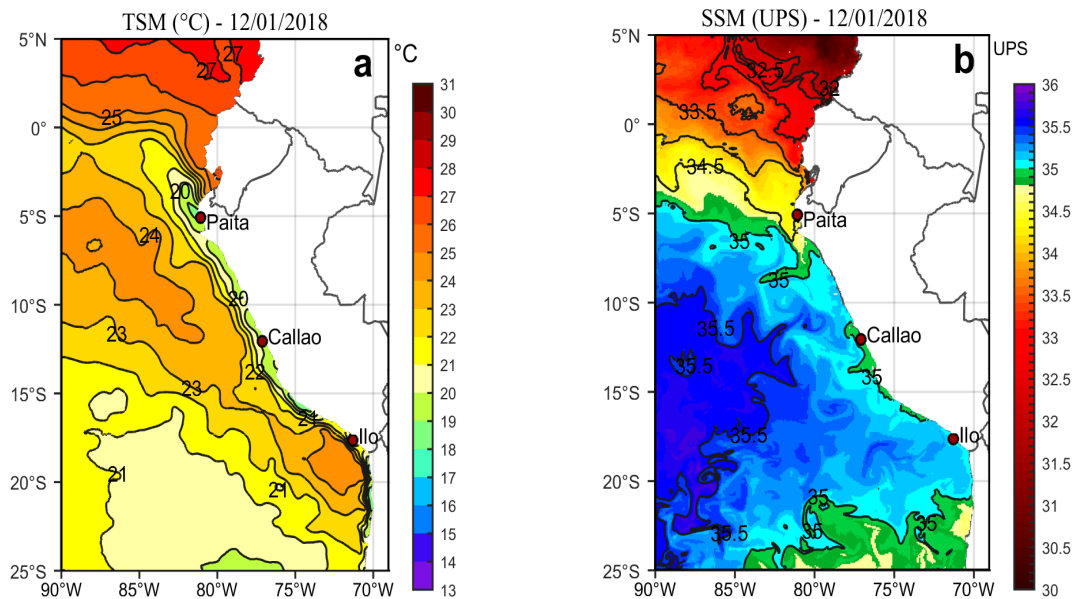 TSM (°C) - 12/01/2018
a
°C
5°N
0°
5°S
10°S
15°S
20°S
25°S
90°W
85°W
80°W
75°W
70°W
27
27
25
20
24
20
23
22
23
21
21
21
Paita
Callao
Ilo
31
30
29
28
27
26
25
24
23
22
21
20
19
18
17
16
15
14
13
SSM (UPS) - 12/01/2018
b
UPS
5°N
0°
5°S
10°S
15°S
20°S
25°S
90°W
85°W
80°W
75°W
70°W
32.5
32
33.5
34.5
35
35
35.5
35.5
35
35.5
35
35
35
35.5
Paita
Callao
Ilo
36
35.5
35
34.5
34
33.5
33
32.5
32
31.5
31
30.5
30